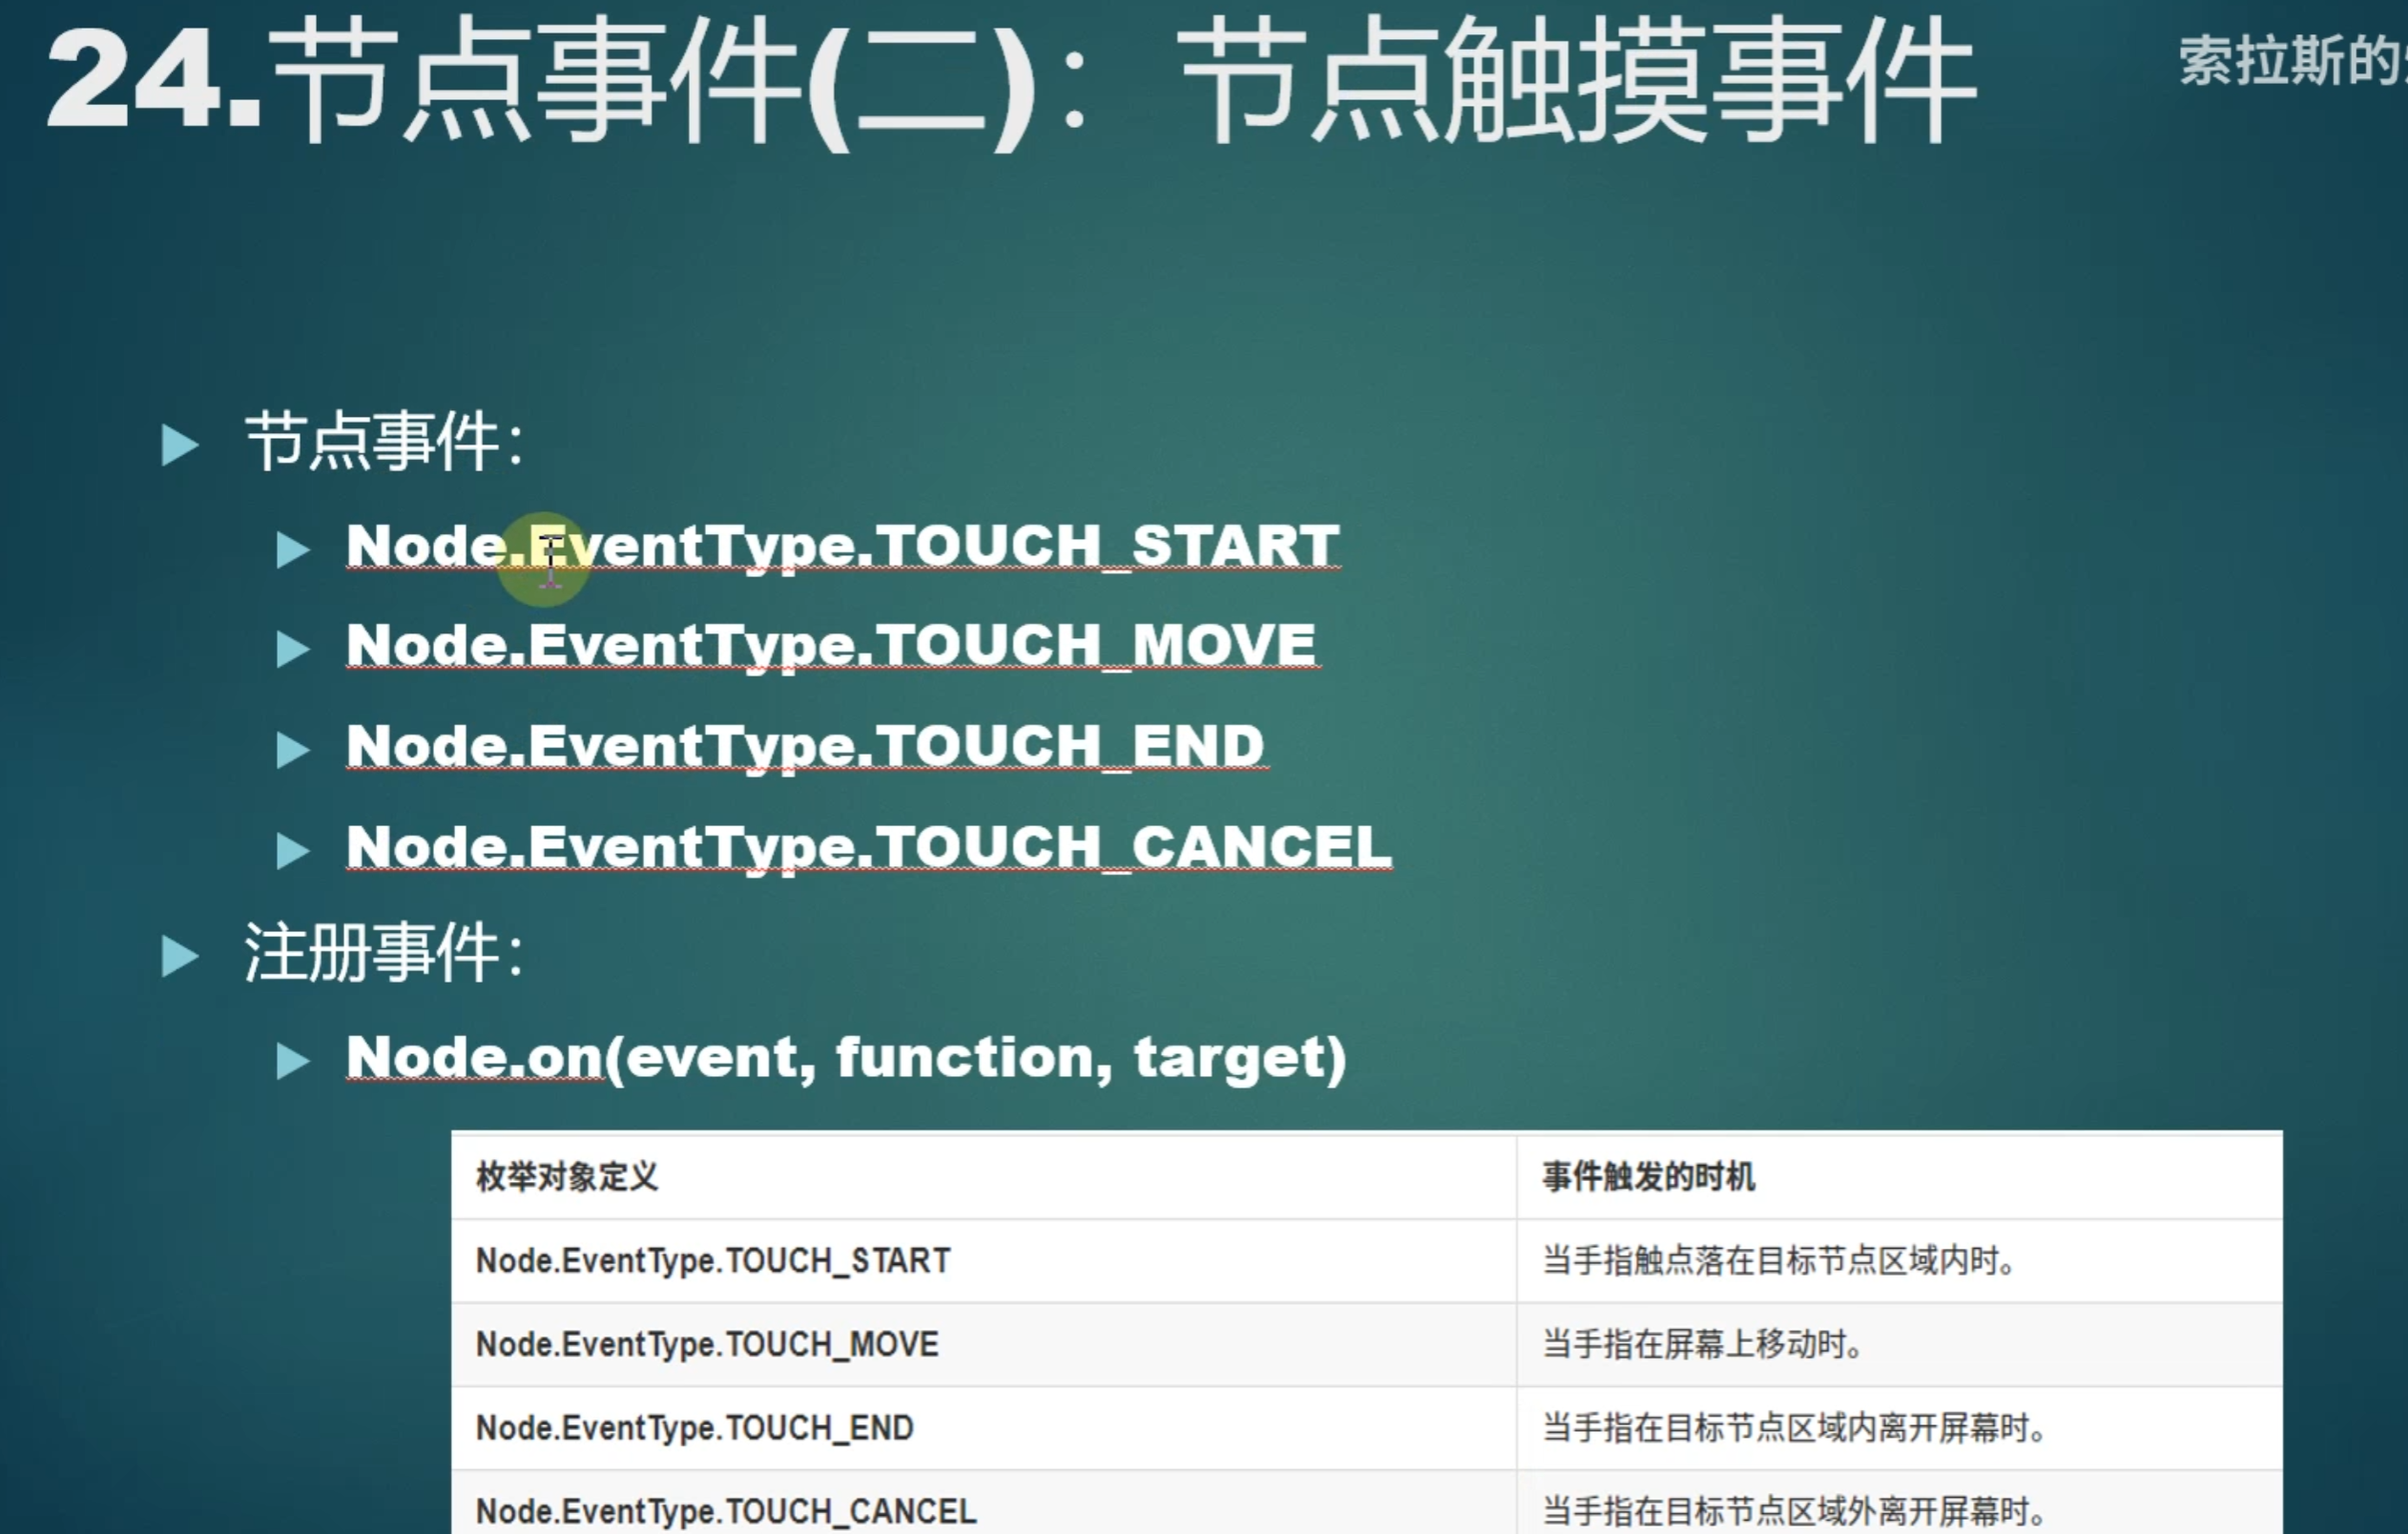 24.节点事件(二)：节点触摸事件
索拉斯的
节点事件：
Node.EventType.TOUCH_START
Node.EventType.TOUCH_MOVE
Node.EventType.TOUCH_END
Node.EventType.TOUCH_CANCEL
注册事件：
Node.on(event, function, target)
枚举对象定义 事件触发的时机
Node.EventType.TOUCH_START 当手指触点落在目标节点区域内时。
Node.EventType.TOUCH_MOVE 当手指在屏幕上移动时。
Node.EventType.TOUCH_END 当手指在目标节点区域内离开屏幕时。
Node.EventType.TOUCH_CANCEL 当手指在目标节点区域外离开屏幕时。